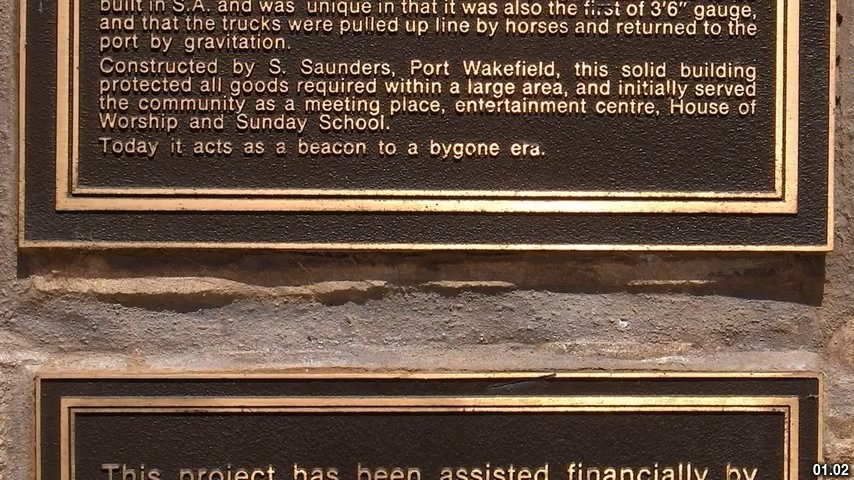 built in S.A. and was unique in that it was also the first of 3'6" gauge,
and that the trucks were pulled up line by horses and returned to the
port by gravitation.
Constructed by S. Saunders, Port Wakefield, this solid building
protected all goods required within a large area, and initially served
the community as a meeting place, entertainment centre, House of
Worship and Sunday School.
Today it acts as a beacon to a bygone era.
This project has been assisted financially by
01.02